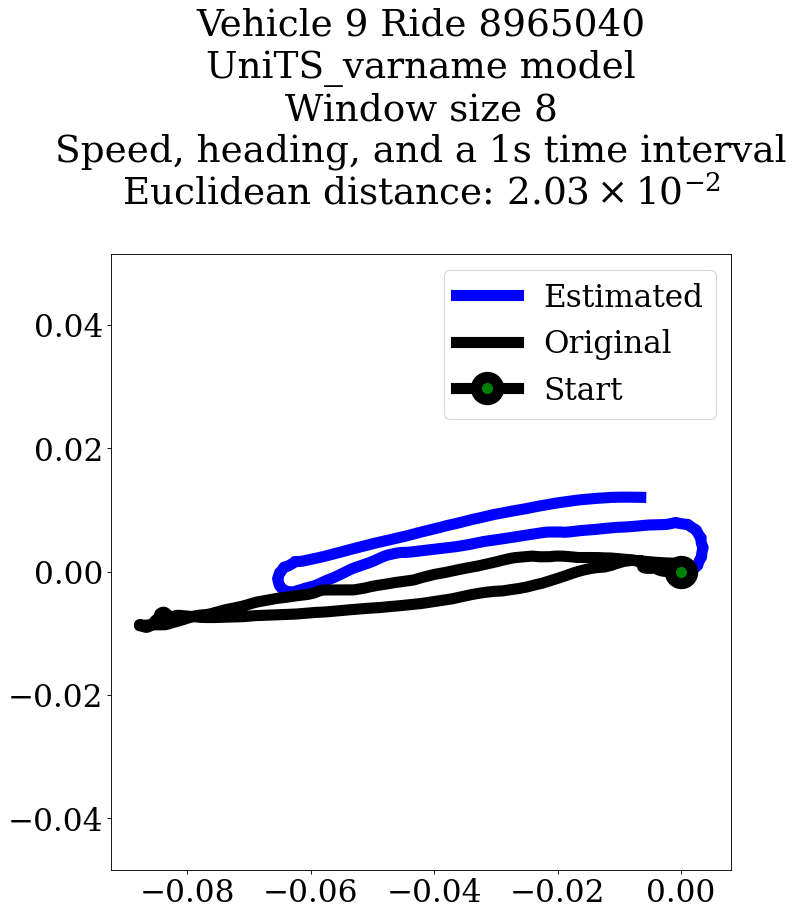 Vehicle 9 Ride 8965040
UniTS_varname model
Window size 8
Speed, heading, and a 1s time interval
Euclidean distance: 2.03 × 10⁻²
Estimated
Original
Start
0.04
0.02
0.00
−0.02
−0.04
−0.08
−0.06
−0.04
−0.02
0.00